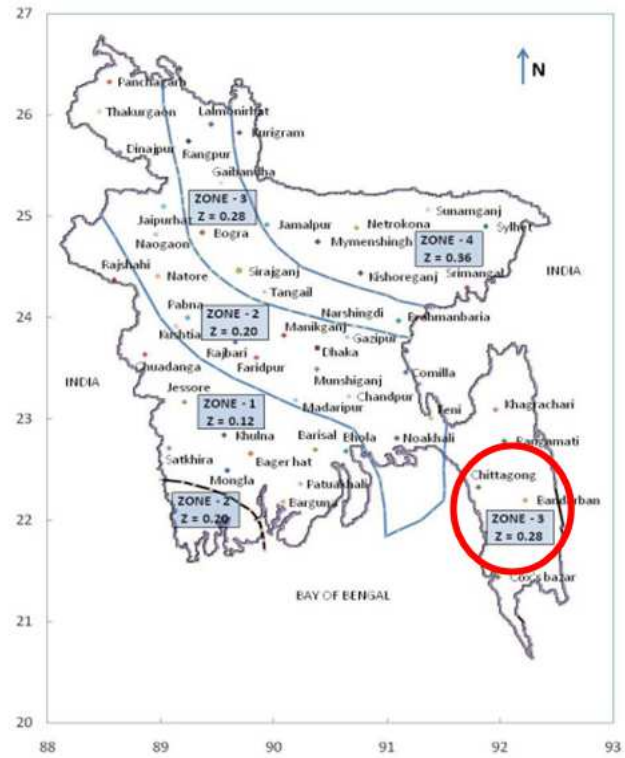 27
N
Panchagarh
26
Thakurgaon
Lalmonirhat
Kurigram
Dinajpur
Rangpur
Gaibandha
ZONE - 3
Z = 0.28
Jaipurhat
Bogra
Jamalpur
Netrokona
Sunamganj
Sylhet
25
Naogaon
Mymensingh
ZONE - 4
Z = 0.36
Rajshahi
Natore
Sirajganj
Kishoreganj
Srimangal
INDIA
Tangail
Pabna
ZONE - 2
Z = 0.20
Narshingdi
Brahmanbaria
24
Kushtia
Manikganj
Gazipur
Rajbari
Dhaka
INDIA
Chuadanga
Faridpur
Munshiganj
Comilla
Jessore
Chandpur
Khagrachari
ZONE - 1
Z = 0.12
Madaripur
Feni
23
Khulna
Barisal
Bhola
Noakhali
Rangamati
Satkhira
Bagerhat
Mongla
Patuakhali
Chittagong
ZONE - 2
Z = 0.20
Barguna
Bandarban
22
ZONE - 3
Z = 0.28
BAY OF BENGAL
Cox's bazar
21
20
88
89
90
91
92
93